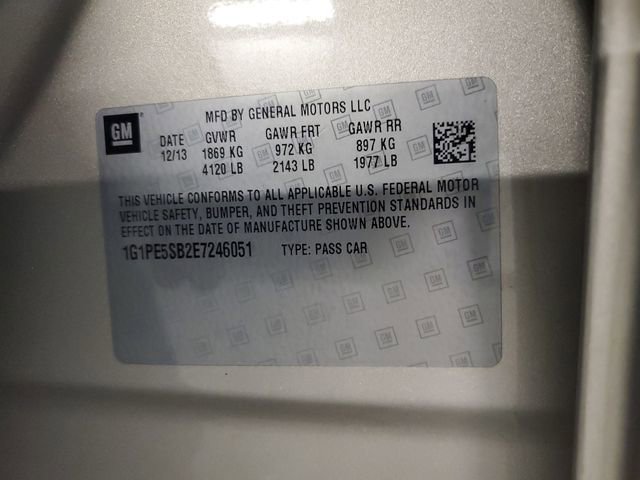 GM
MFD BY GENERAL MOTORS LLC
DATE GVWR GAWR FRT GAWR RR
12/13 1869 KG 972 KG 897 KG
4120 LB 2143 LB 1977 LB
THIS VEHICLE CONFORMS TO ALL APPLICABLE U.S. FEDERAL MOTOR
VEHICLE SAFETY, BUMPER, AND THEFT PREVENTION STANDARDS IN
EFFECT ON THE DATE OF MANUFACTURE SHOWN ABOVE.
1G1PE5SB2E7246051 TYPE: PASS CAR